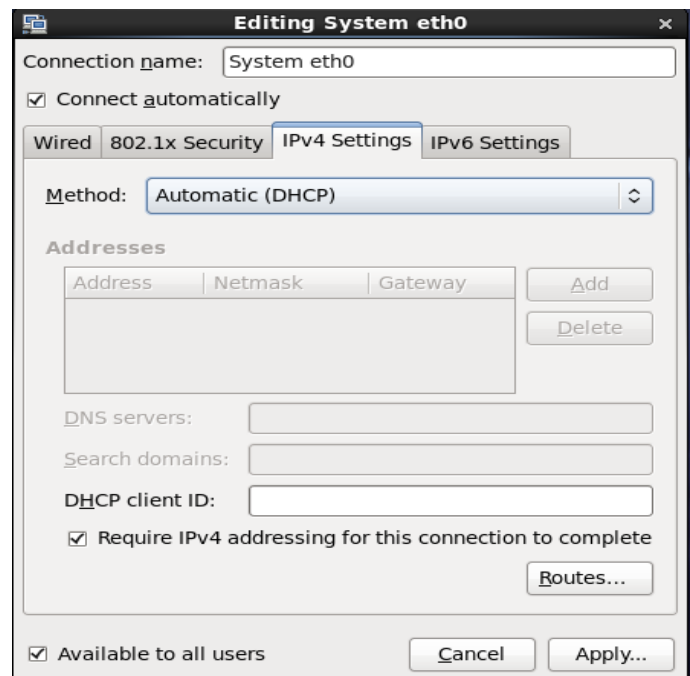 Editing System eth0
Connection name: System eth0
Connect automatically
Wired 802.1x Security IPv4 Settings IPv6 Settings
Method: Automatic (DHCP)
Addresses
Address Netmask Gateway Add
Delete
DNS servers:
Search domains:
DHCP client ID:
Require IPv4 addressing for this connection to complete
Routes...
Available to all users Cancel Apply...